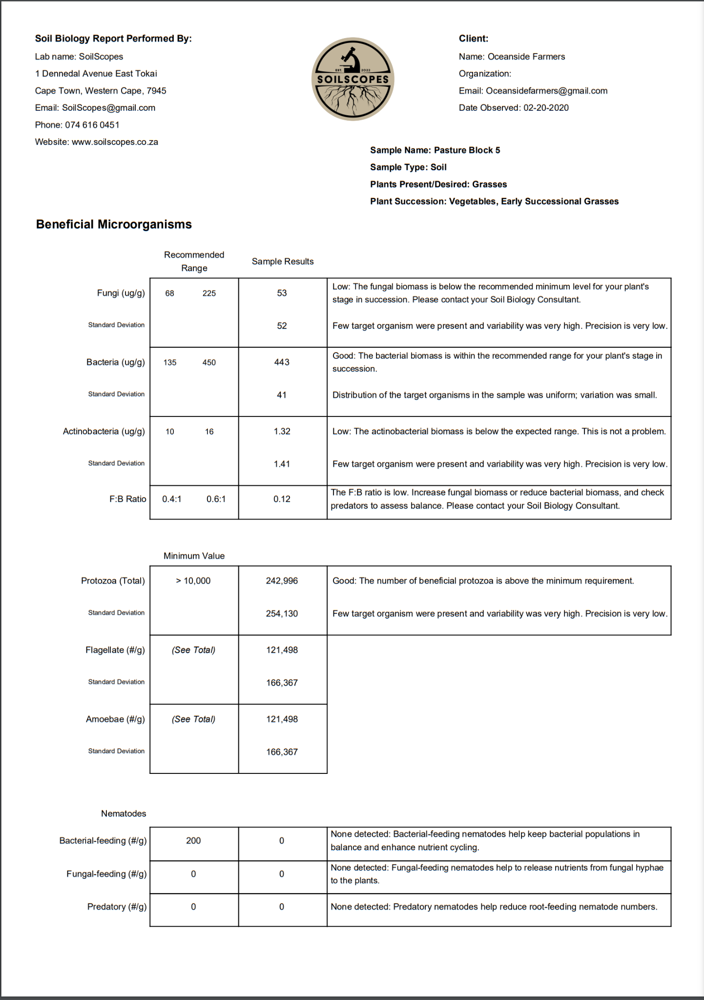 Soil Biology Report Performed By:
Lab name: SoilScopes
1 Dennedal Avenue East Tokai
Cape Town, Western Cape, 7945
Email: SoilScopes@gmail.com
Phone: 074 616 0451
Website: www.soilscopes.co.za
EST. 2022
SOILSCOPES
Client:
Name: Oceanside Farmers
Organization:
Email: Oceansidefarmers@gmail.com
Date Observed: 02-20-2020
Sample Name: Pasture Block 5
Sample Type: Soil
Plants Present/Desired: Grasses
Plant Succession: Vegetables, Early Successional Grasses
Beneficial Microorganisms
Recommended
Range
Sample Results
Fungi (ug/g) 68 225 53
Low: The fungal biomass is below the recommended minimum level for your plant's
stage in succession. Please contact your Soil Biology Consultant.
Standard Deviation 52 Few target organism were present and variability was very high. Precision is very low.
Bacteria (ug/g) 135 450 443
Good: The bacterial biomass is within the recommended range for your plant's stage in
succession.
Standard Deviation 41 Distribution of the target organisms in the sample was uniform; variation was small.
Actinobacteria (ug/g) 10 16 1.32 Low: The actinobacterial biomass is below the expected range. This is not a problem.
Standard Deviation 1.41 Few target organism were present and variability was very high. Precision is very low.
F:B Ratio 0.4:1 0.6:1 0.12
The F:B ratio is low. Increase fungal biomass or reduce bacterial biomass, and check
predators to assess balance. Please contact your Soil Biology Consultant.
Minimum Value
Protozoa (Total) > 10,000 242,996 Good: The number of beneficial protozoa is above the minimum requirement.
Standard Deviation 254,130 Few target organism were present and variability was very high. Precision is very low.
Flagellate (#/g) (See Total) 121,498
Standard Deviation 166,367
Amoebae (#/g) (See Total) 121,498
Standard Deviation 166,367
Nematodes
Bacterial-feeding (#/g) 200 0
None detected: Bacterial-feeding nematodes help keep bacterial populations in
balance and enhance nutrient cycling.
Fungal-feeding (#/g) 0 0
None detected: Fungal-feeding nematodes help to release nutrients from fungal hyphae
to the plants.
Predatory (#/g) 0 0 None detected: Predatory nematodes help reduce root-feeding nematode numbers.